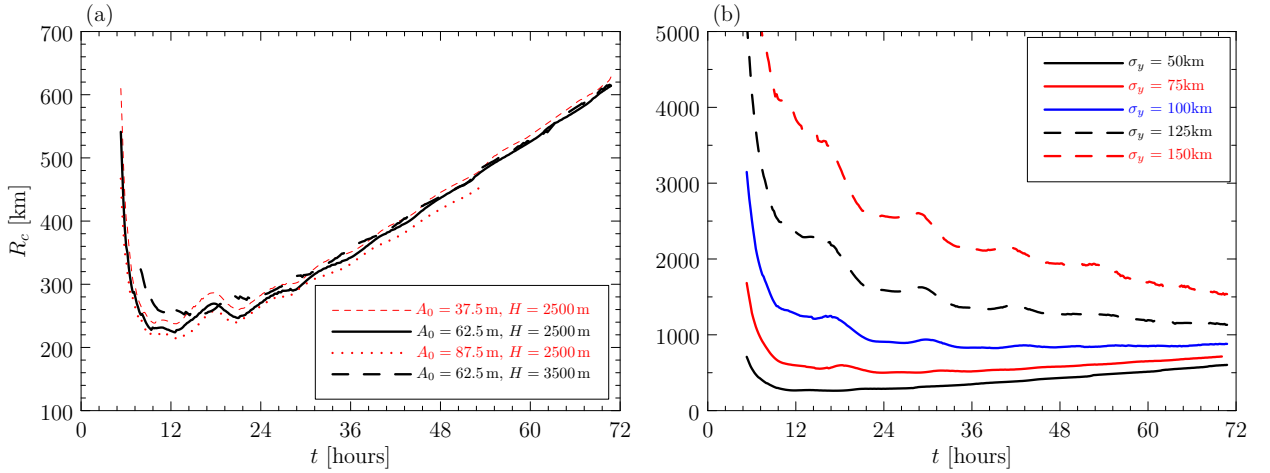 (a)
700
600
500
400
300
200
100
R_c [km]
0 12 24 36 48 60 72
t [hours]
A_0 = 37.5 m, H = 2500 m
A_0 = 62.5 m, H = 2500 m
A_0 = 87.5 m, H = 2500 m
A_0 = 62.5 m, H = 3500 m
(b)
5000
4000
3000
2000
1000
0
0 12 24 36 48 60 72
t [hours]
σ_y = 50km
σ_y = 75km
σ_y = 100km
σ_y = 125km
σ_y = 150km